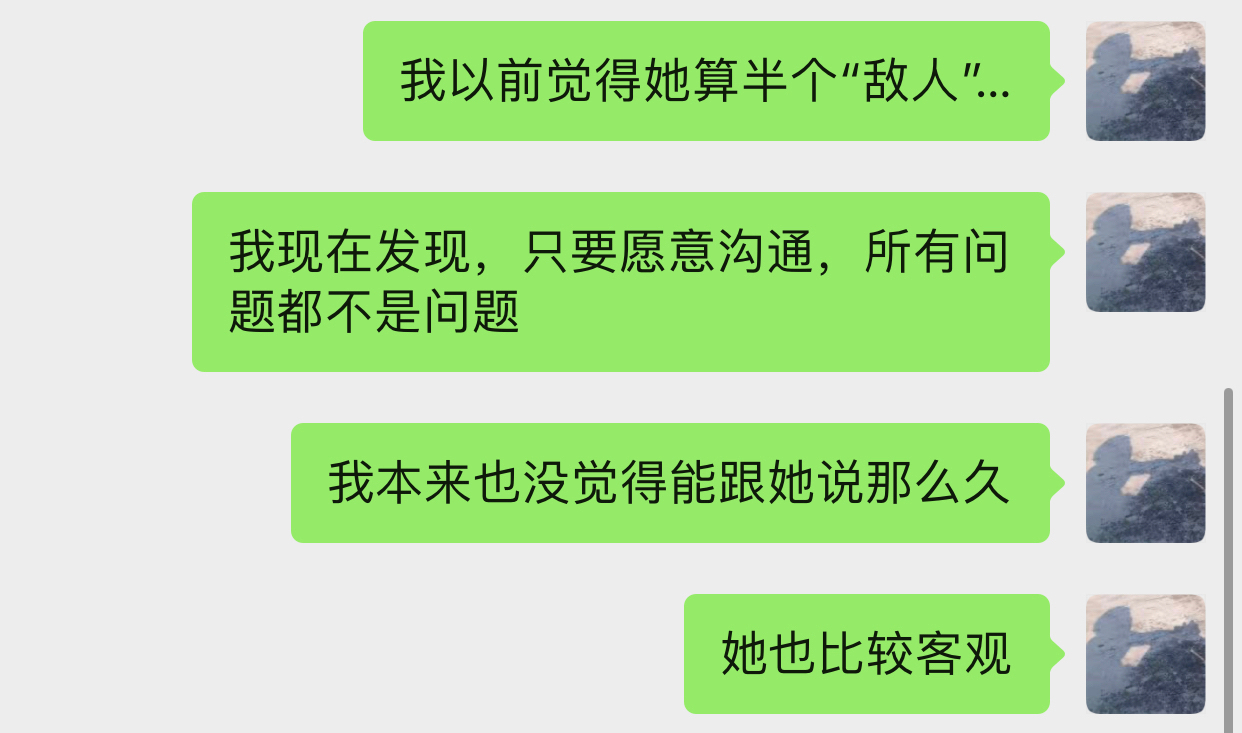 我以前觉得她算半个“敌人”...
我现在发现，只要愿意沟通，所有问
题都不是问题
我本来也没觉得能跟她说那么久
她也比较客观